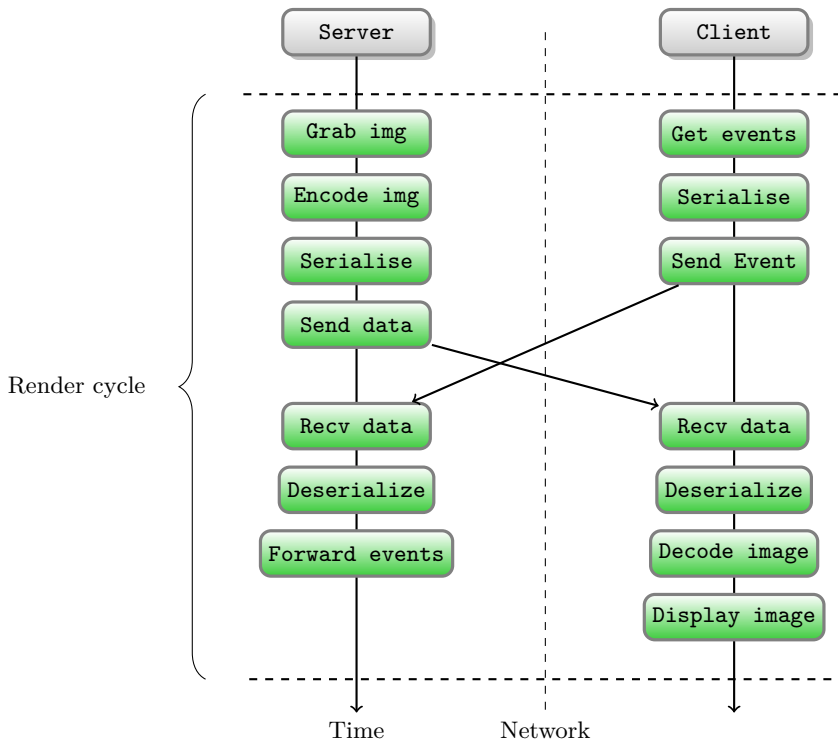 Server
Client
Grab img
Get events
Encode img
Serialise
Serialise
Send Event
Send data
Render cycle
Recv data
Recv data
Deserialize
Deserialize
Forward events
Decode image
Display image
Time
Network